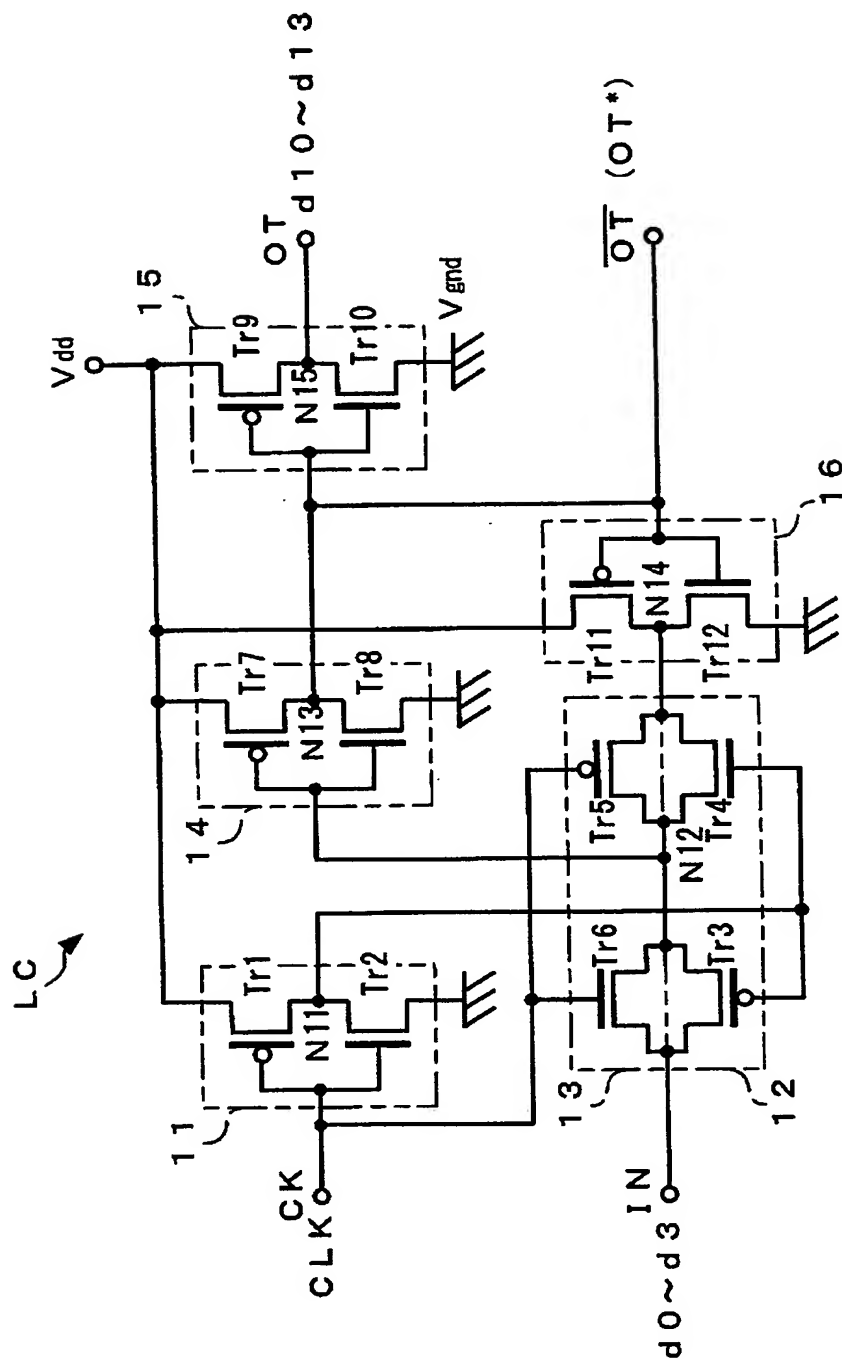 LC
Vdd
11
CK
CLK
Tr1
N11
Tr2
14
Tr7
N13
Tr8
15
Tr9
N15
Tr10
Vgnd
OT
d10~d13
13
12
IN
d0~d3
Tr6
Tr3
N12
Tr5
Tr4
Tr11
N14
Tr12
16
OT (OT*)